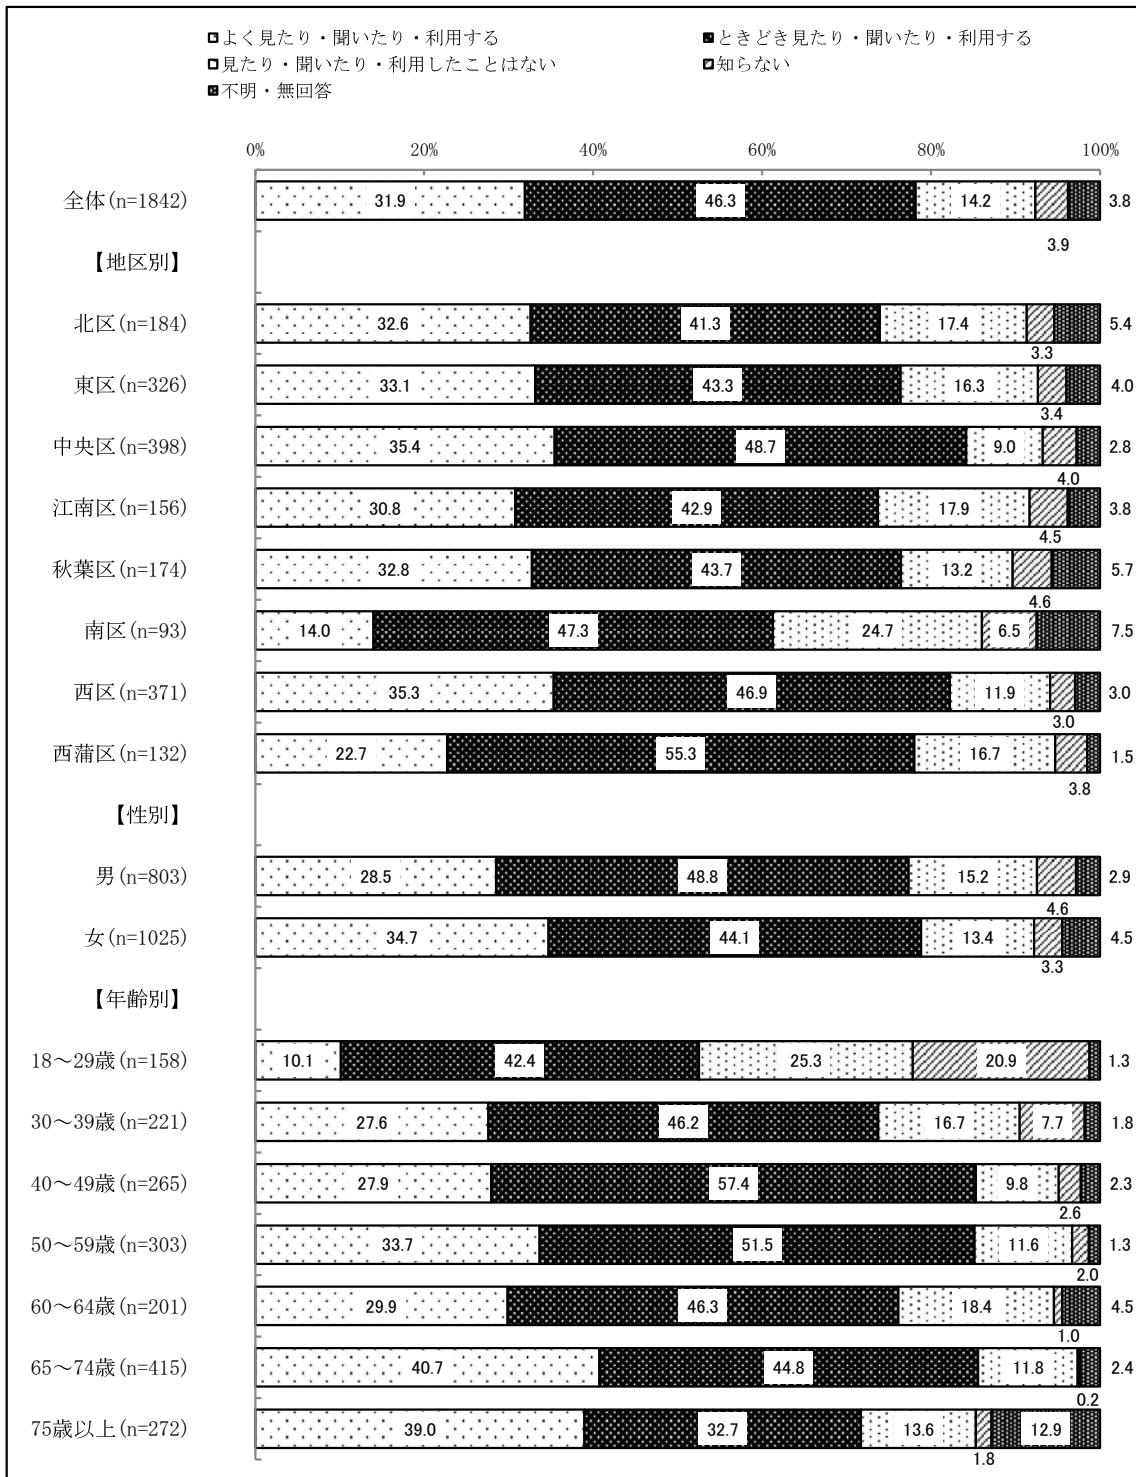 よく見たり・聞いたり・利用する ときどき見たり・聞いたり・利用する
見たり・聞いたり・利用したことはない 知らない
不明・無回答
0% 20% 40% 60% 80% 100%
全体(n=1842) 31.9 46.3 14.2 3.8
3.9
【地区別】
北区(n=184) 32.6 41.3 17.4 5.4
3.3
東区(n=326) 33.1 43.3 16.3 4.0
3.4
中央区(n=398) 35.4 48.7 9.0 2.8
4.0
江南区(n=156) 30.8 42.9 17.9 3.8
4.5
秋葉区(n=174) 32.8 43.7 13.2 5.7
4.6
南区(n=93) 14.0 47.3 24.7 6.5 7.5
西区(n=371) 35.3 46.9 11.9 3.0
3.0
西蒲区(n=132) 22.7 55.3 16.7 1.5
3.8
【性別】
男(n=803) 28.5 48.8 15.2 2.9
4.6
女(n=1025) 34.7 44.1 13.4 4.5
3.3
【年齢別】
18～29歳(n=158) 10.1 42.4 25.3 20.9 1.3
30～39歳(n=221) 27.6 46.2 16.7 7.7 1.8
40～49歳(n=265) 27.9 57.4 9.8 2.3
2.6
50～59歳(n=303) 33.7 51.5 11.6 1.3
2.0
60～64歳(n=201) 29.9 46.3 18.4 4.5
1.0
65～74歳(n=415) 40.7 44.8 11.8 2.4
0.2
75歳以上(n=272) 39.0 32.7 13.6 12.9
1.8